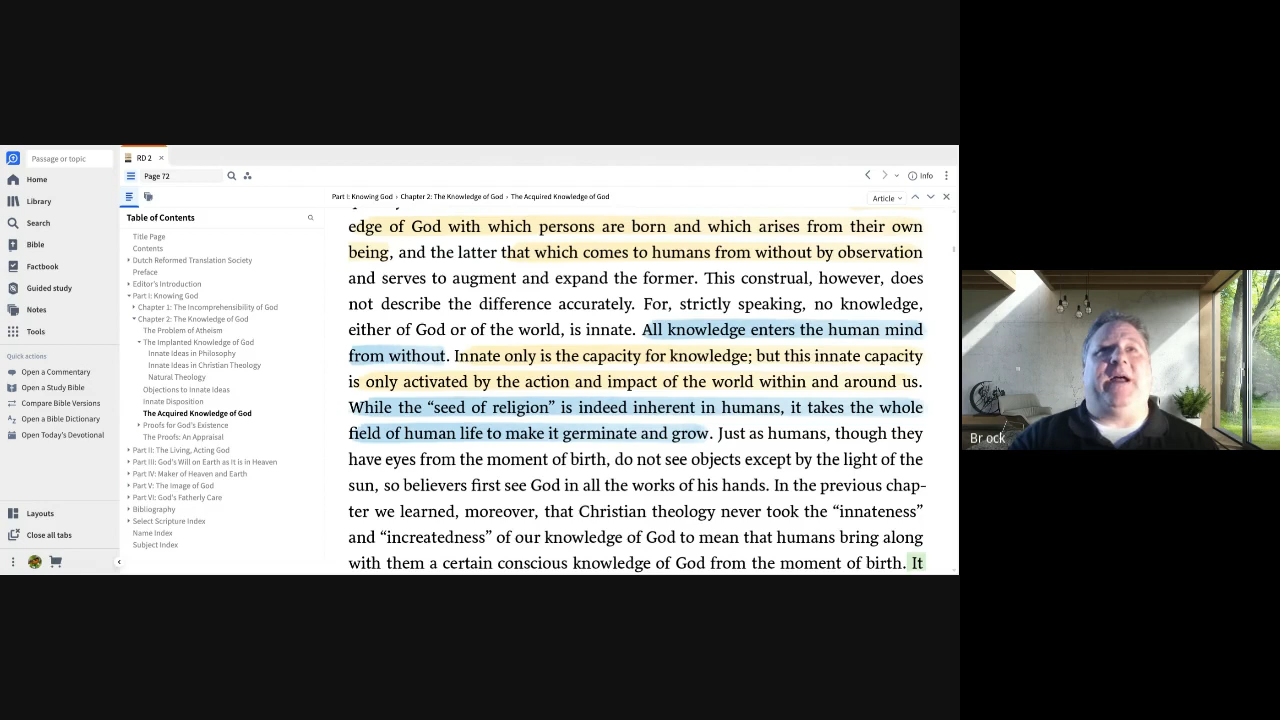 Passage or topic
Home
Library
Search
Bible
Factbook
Guided study
Notes
Tools
Quick actions
Open a Commentary
Open a Study Bible
Compare Bible Versions
Open a Bible Dictionary
Open Today's Devotional
Layouts
Close all tabs
RD 2
Page 72
Info
Part I: Knowing God › Chapter 2: The Knowledge of God › The Acquired Knowledge of God
Article
Table of Contents
Title Page
Contents
Dutch Reformed Translation Society
Preface
Editor's Introduction
Part I: Knowing God
Chapter 1: The Incomprehensibility of God
Chapter 2: The Knowledge of God
The Problem of Atheism
The Implanted Knowledge of God
Innate Ideas in Philosophy
Innate Ideas in Christian Theology
Natural Theology
Objections to Innate Ideas
Innate Disposition
The Acquired Knowledge of God
Proofs for God's Existence
The Proofs: An Appraisal
Part II: The Living, Acting God
Part III: God's Will on Earth as It is in Heaven
Part IV: Maker of Heaven and Earth
Part V: The Image of God
Part VI: God's Fatherly Care
Bibliography
Select Scripture Index
Name Index
Subject Index
edge of God with which persons are born and which arises from their own
being, and the latter that which comes to humans from without by observation
and serves to augment and expand the former. This construal, however, does
not describe the difference accurately. For, strictly speaking, no knowledge,
either of God or of the world, is innate. All knowledge enters the human mind
from without. Innate only is the capacity for knowledge; but this innate capacity
is only activated by the action and impact of the world within and around us.
While the “seed of religion” is indeed inherent in humans, it takes the whole
field of human life to make it germinate and grow. Just as humans, though they
have eyes from the moment of birth, do not see objects except by the light of the
sun, so believers first see God in all the works of his hands. In the previous chap-
ter we learned, moreover, that Christian theology never took the “innateness”
and “increatedness” of our knowledge of God to mean that humans bring along
with them a certain conscious knowledge of God from the moment of birth. It
Br ock